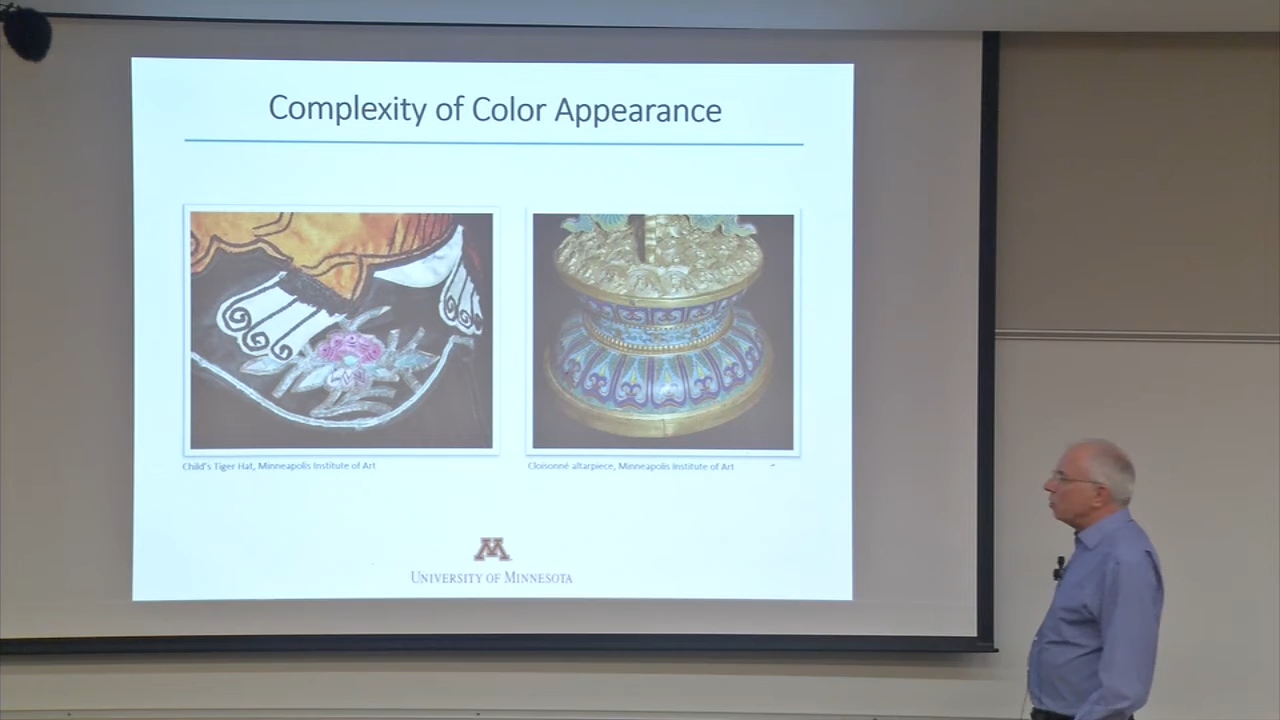 Complexity of Color Appearance
Child's Tiger Hat, Minneapolis Institute of Art
Cloisonné altarpiece, Minneapolis Institute of Art
M
UNIVERSITY OF MINNESOTA